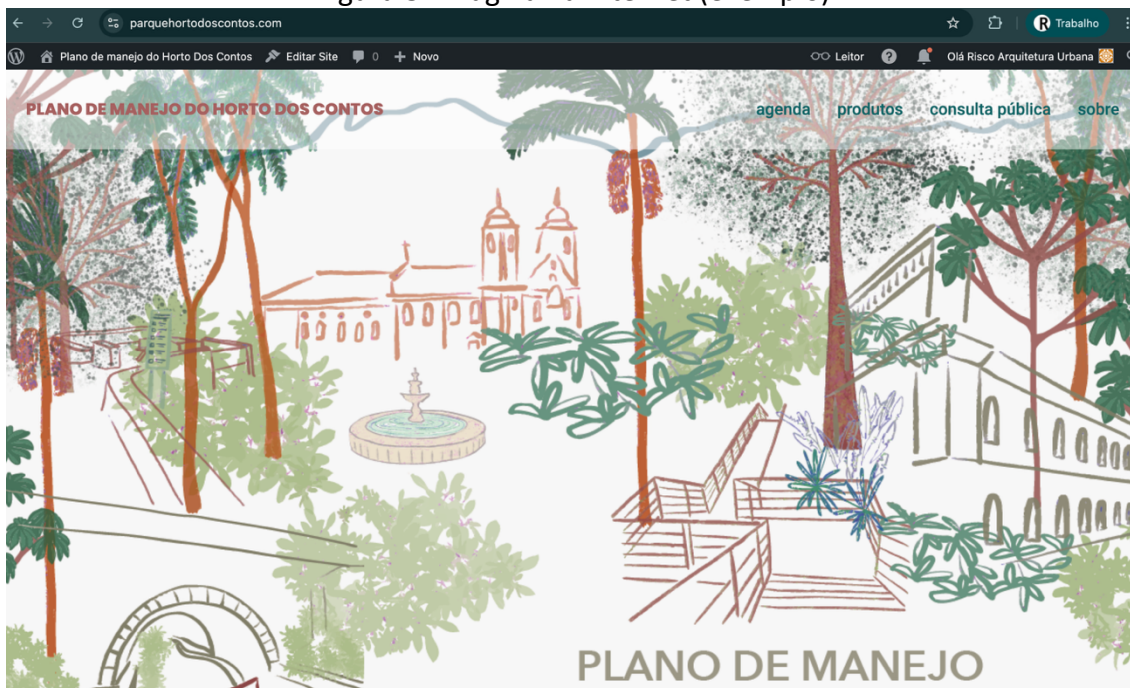 parquehortodoscontos.com
Trabalho
Plano de manejo do Horto Dos Contos Editar Site 0 + Novo Leitor Olá Risco Arquitetura Urbana
PLANO DE MANEJO DO HORTO DOS CONTOS agenda produtos consulta pública sobre
PLANO DE MANEJO